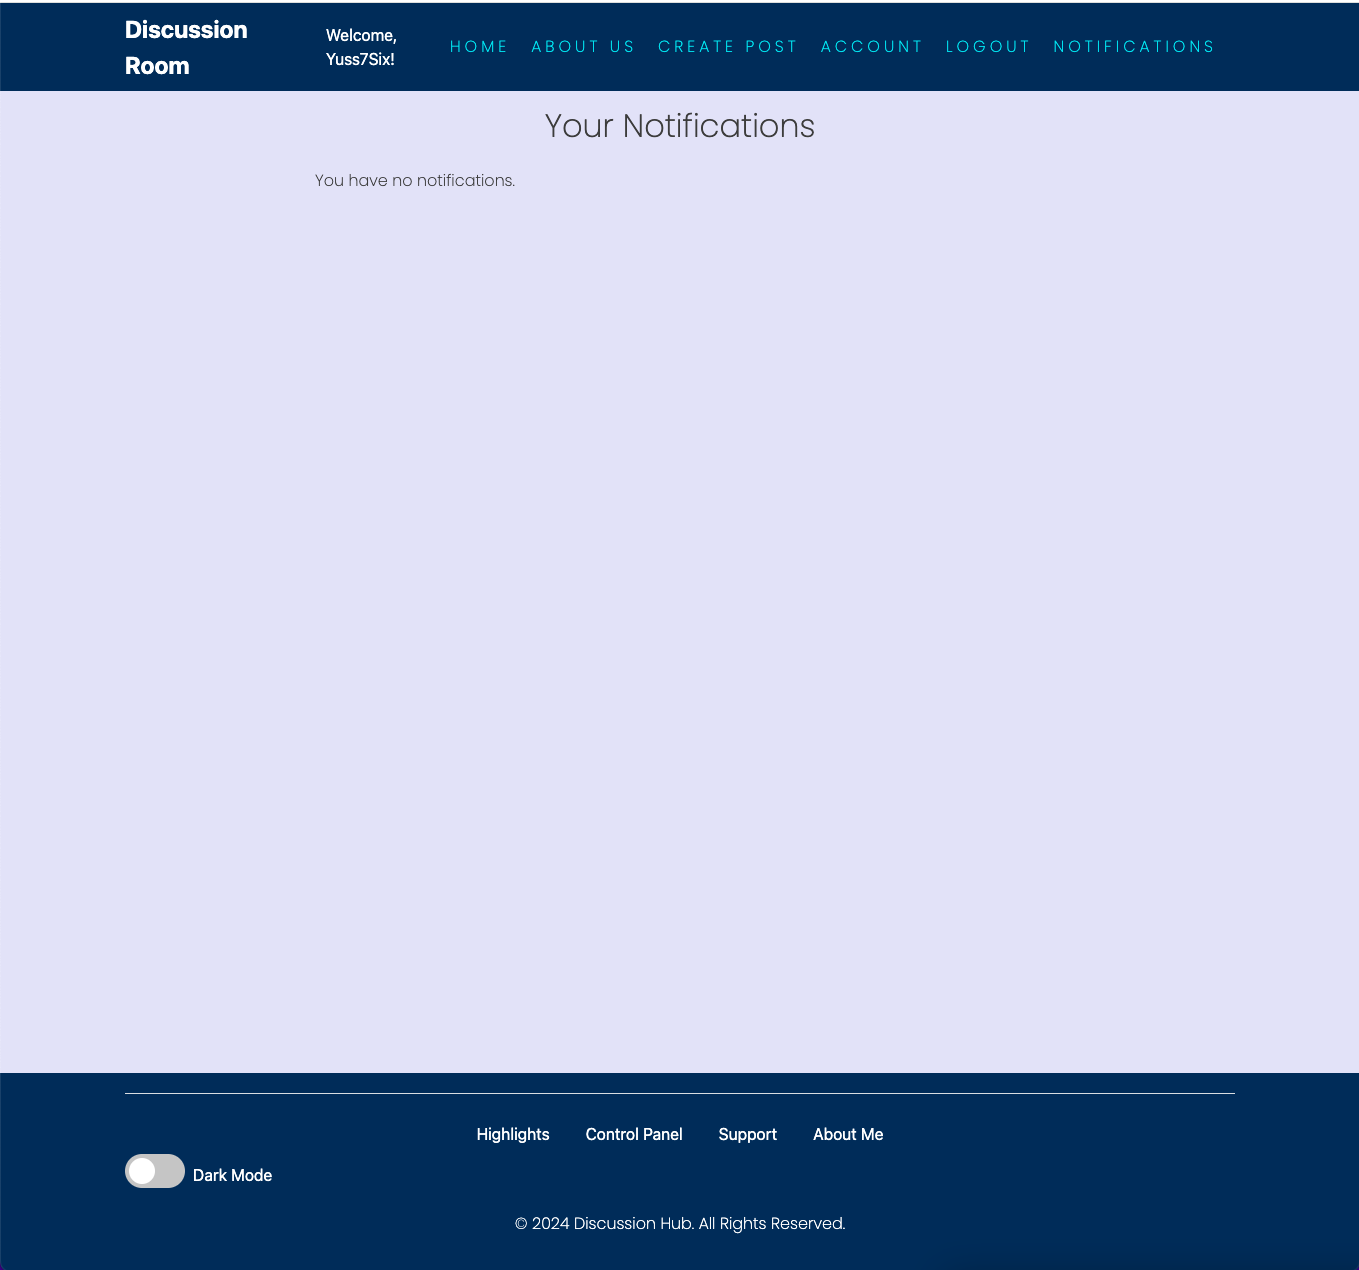 Discussion
Room
Welcome,
Yuss7Six!
HOME ABOUT US CREATE POST ACCOUNT LOGOUT NOTIFICATIONS
Your Notifications
You have no notifications.
Highlights Control Panel Support About Me
Dark Mode
© 2024 Discussion Hub. All Rights Reserved.